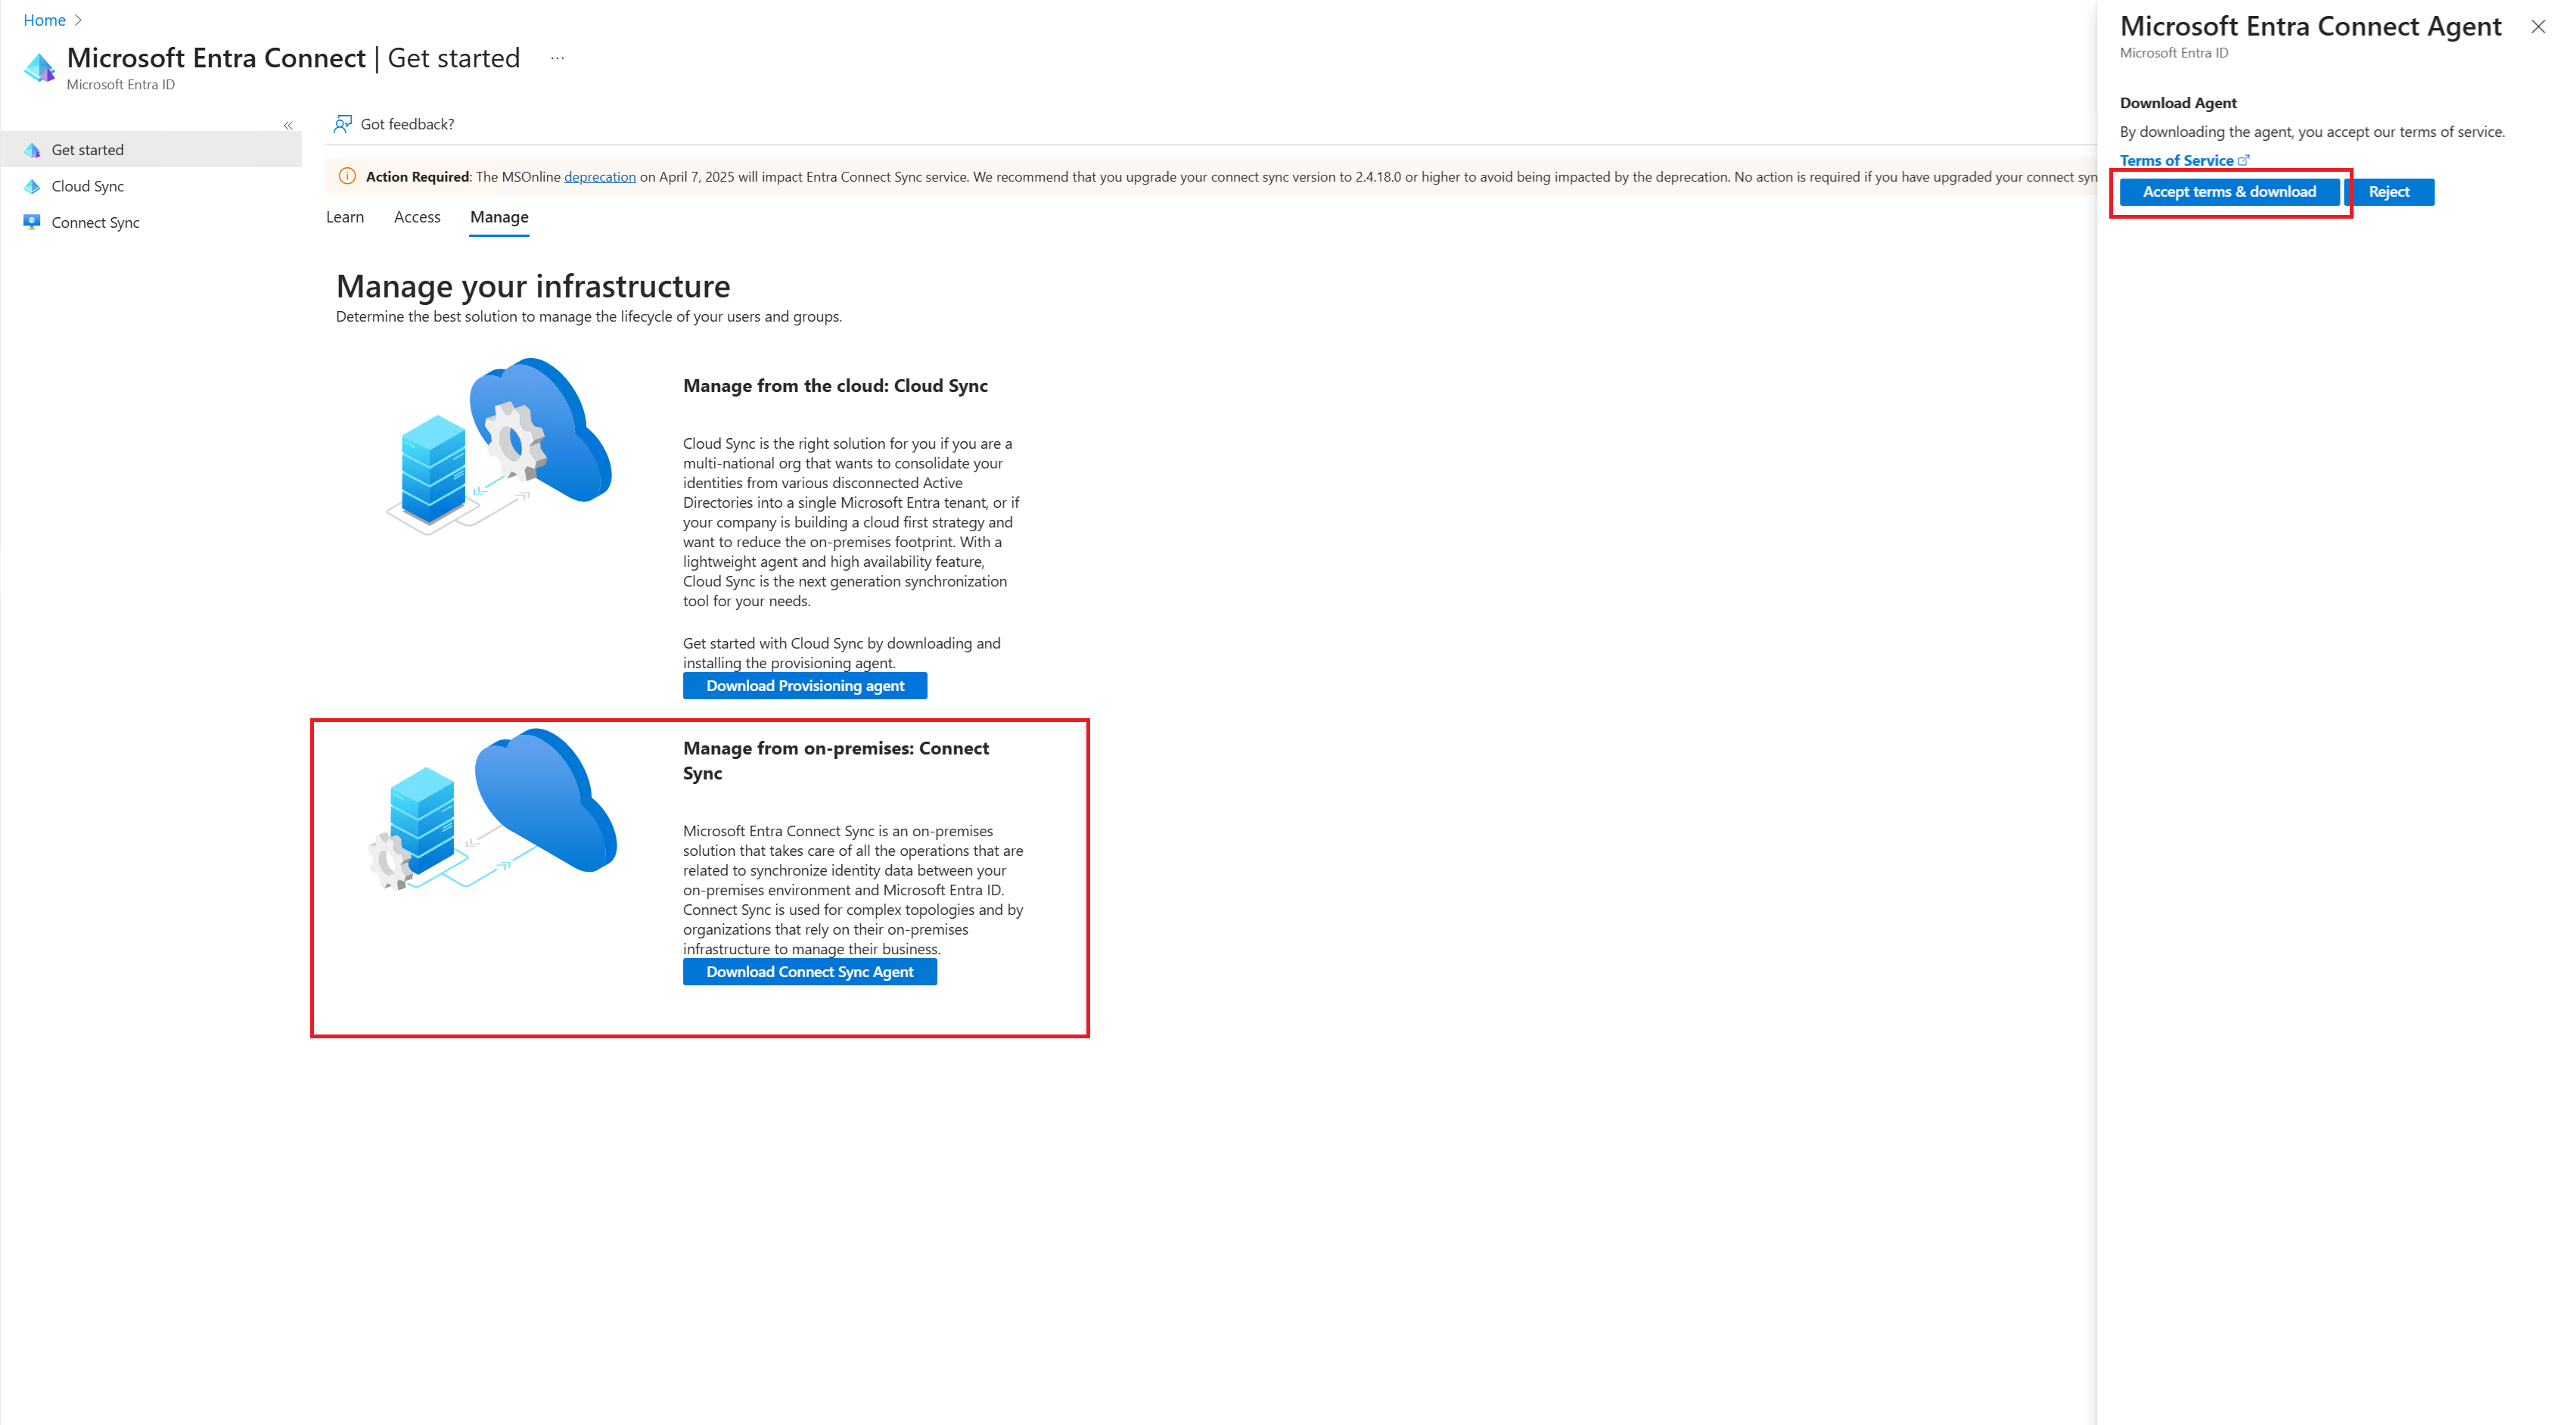 Home
Microsoft Entra Connect | Get started ...
Microsoft Entra ID
«
Get started
Cloud Sync
Connect Sync
Got feedback?
Action Required: The MSOnline deprecation on April 7, 2025 will impact Entra Connect Sync service. We recommend that you upgrade your connect sync version to 2.4.18.0 or higher to avoid being impacted by the deprecation. No action is required if you have upgraded your connect syn
Learn Access Manage
Manage your infrastructure
Determine the best solution to manage the lifecycle of your users and groups.
Manage from the cloud: Cloud Sync
Cloud Sync is the right solution for you if you are a
multi-national org that wants to consolidate your
identities from various disconnected Active
Directories into a single Microsoft Entra tenant, or if
your company is building a cloud first strategy and
want to reduce the on-premises footprint. With a
lightweight agent and high availability feature,
Cloud Sync is the next generation synchronization
tool for your needs.
Get started with Cloud Sync by downloading and
installing the provisioning agent.
Download Provisioning agent
Manage from on-premises: Connect
Sync
Microsoft Entra Connect Sync is an on-premises
solution that takes care of all the operations that are
related to synchronize identity data between your
on-premises environment and Microsoft Entra ID.
Connect Sync is used for complex topologies and by
organizations that rely on their on-premises
infrastructure to manage their business.
Download Connect Sync Agent
Microsoft Entra Connect Agent
Microsoft Entra ID
Download Agent
By downloading the agent, you accept our terms of service.
Terms of Service
Accept terms & download Reject